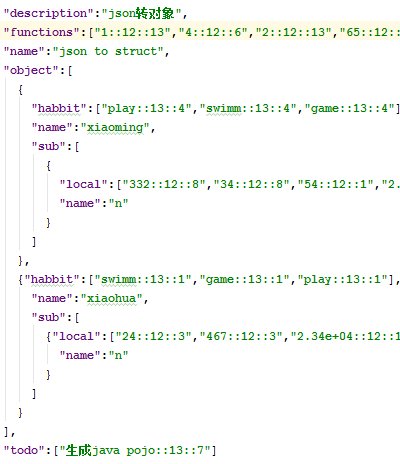 "description":"json转对象",
"functions":["1::12::13","4::12::6","2::12::13","65::12::
"name":"json to struct",
"object":[
{
"habbit":["play::13::4","swimm::13::4","game::13::4"]
"name":"xiaoming",
"sub":[
{
"local":["332::12::8","34::12::8","54::12::1","2.
"name":"n"
}
]
},
{"habbit":["swimm::13::1","game::13::1","play::13::1"],
"name":"xiaohua",
"sub":[
{"local":["24::12::3","467::12::3","2.34e+04::12::1
"name":"n"
}
]
}
],
"todo":["生成java pojo::13::7"]